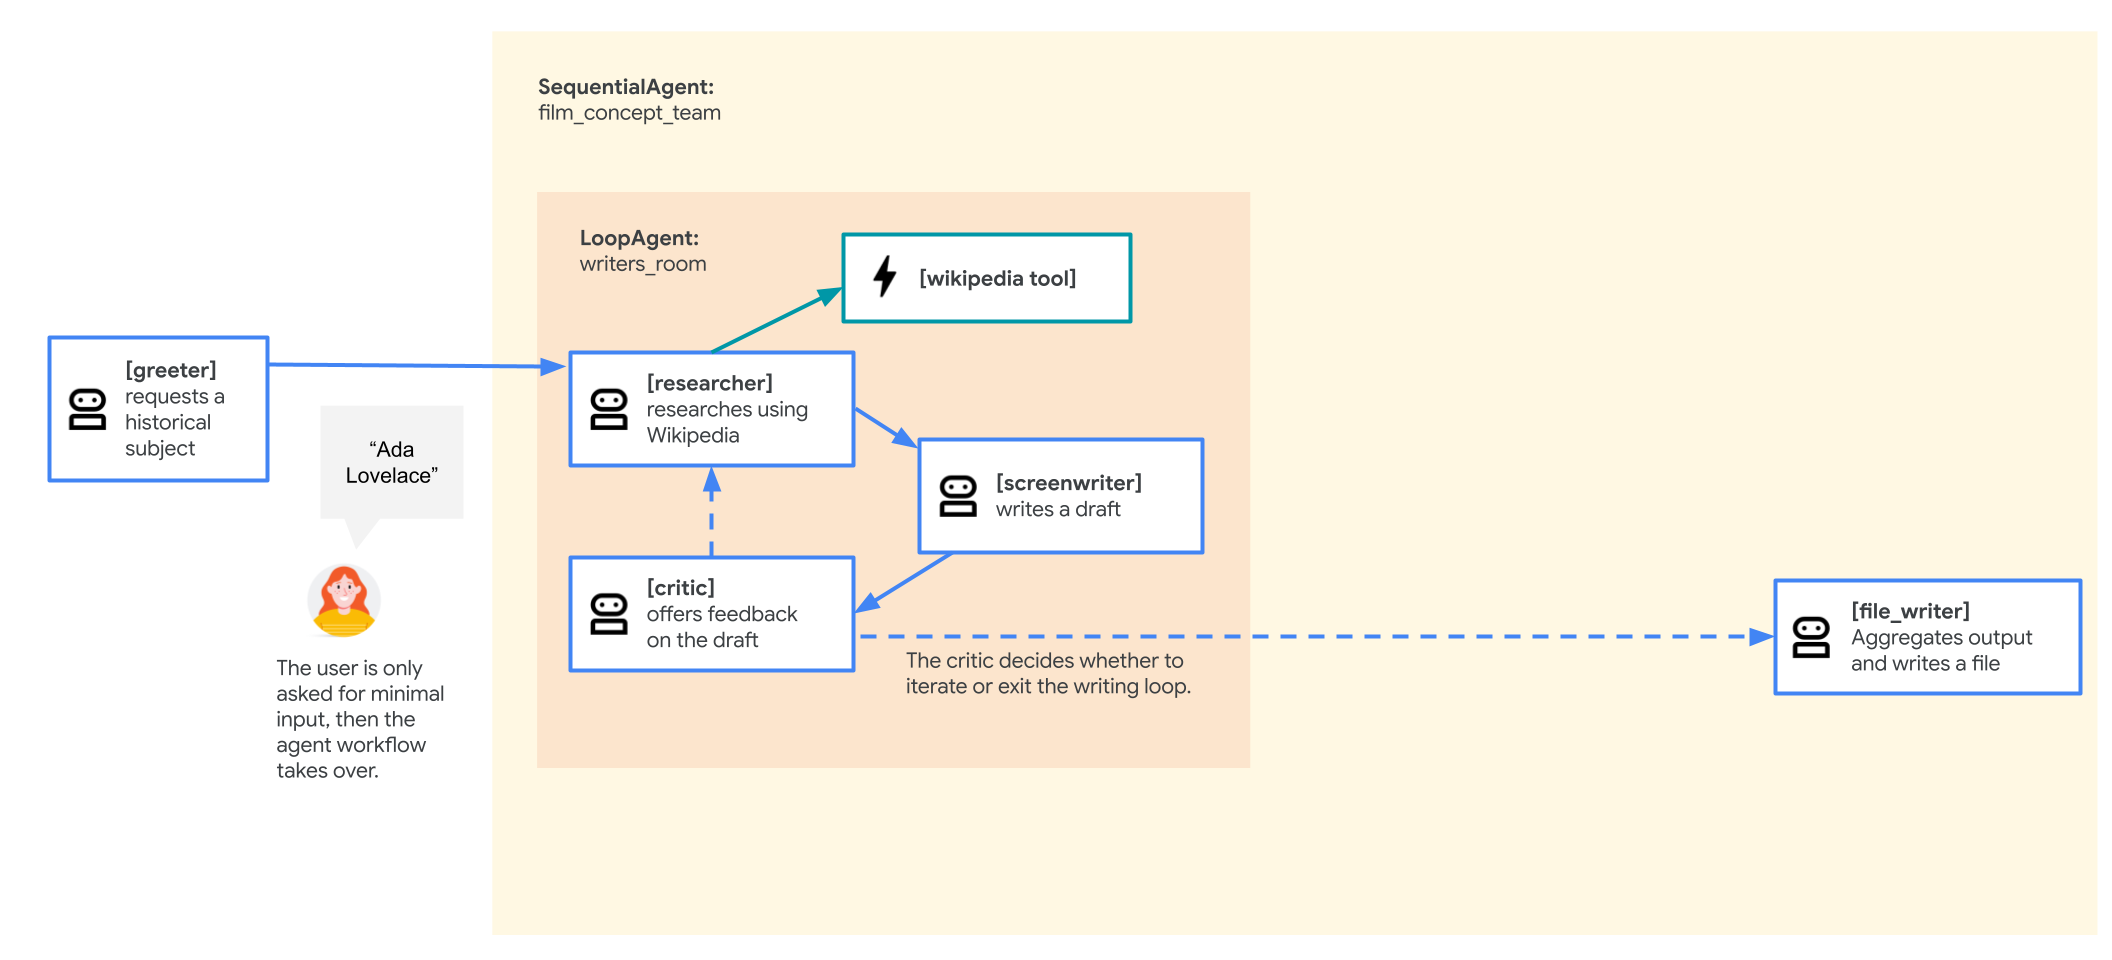 SequentialAgent:
film_concept_team
LoopAgent:
writers_room
[wikipedia tool]
[greeter]
requests a
historical
subject
“Ada
Lovelace”
The user is only
asked for minimal
input, then the
agent workflow
takes over.
[researcher]
researches using
Wikipedia
[screenwriter]
writes a draft
[critic]
offers feedback
on the draft
The critic decides whether to
iterate or exit the writing loop.
[file_writer]
Aggregates output
and writes a file